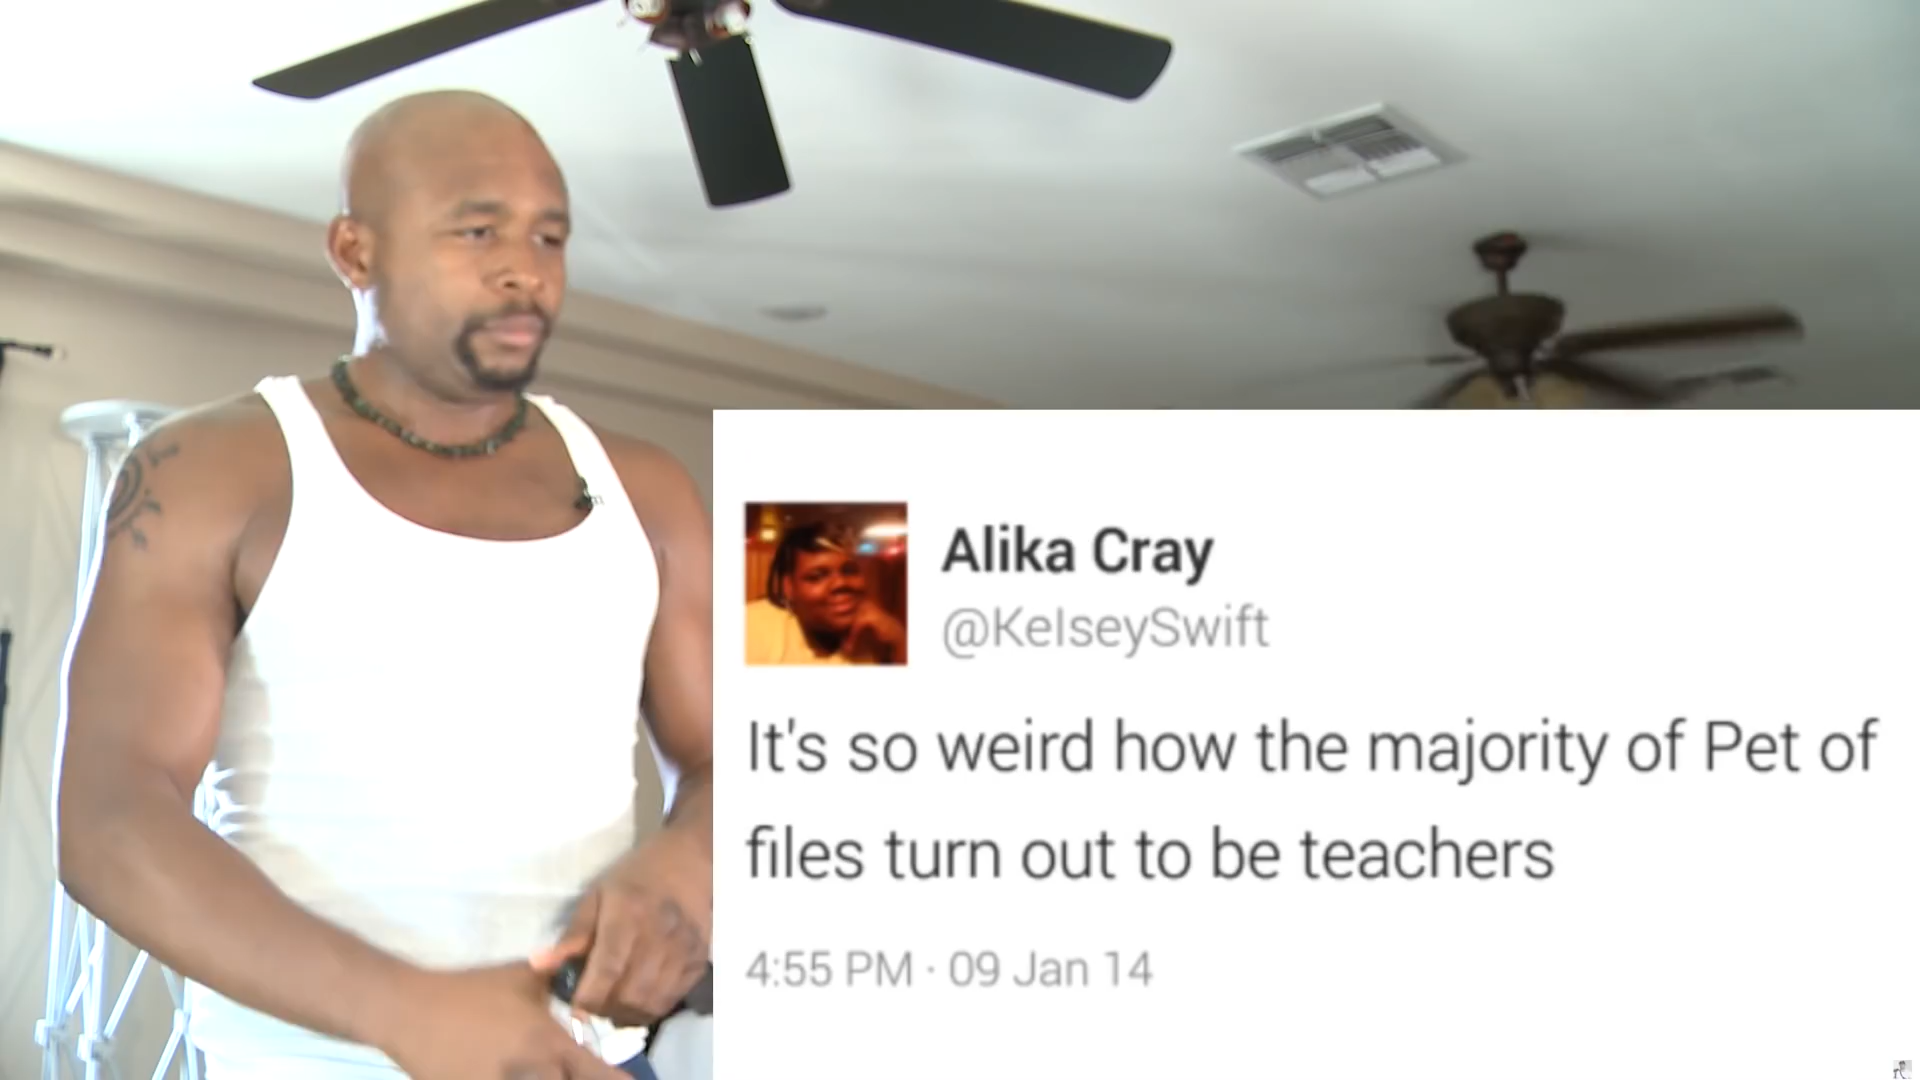 Alika Cray
@KelseySwift
It's so weird how the majority of Pet of
files turn out to be teachers
4:55 PM · 09 Jan 14